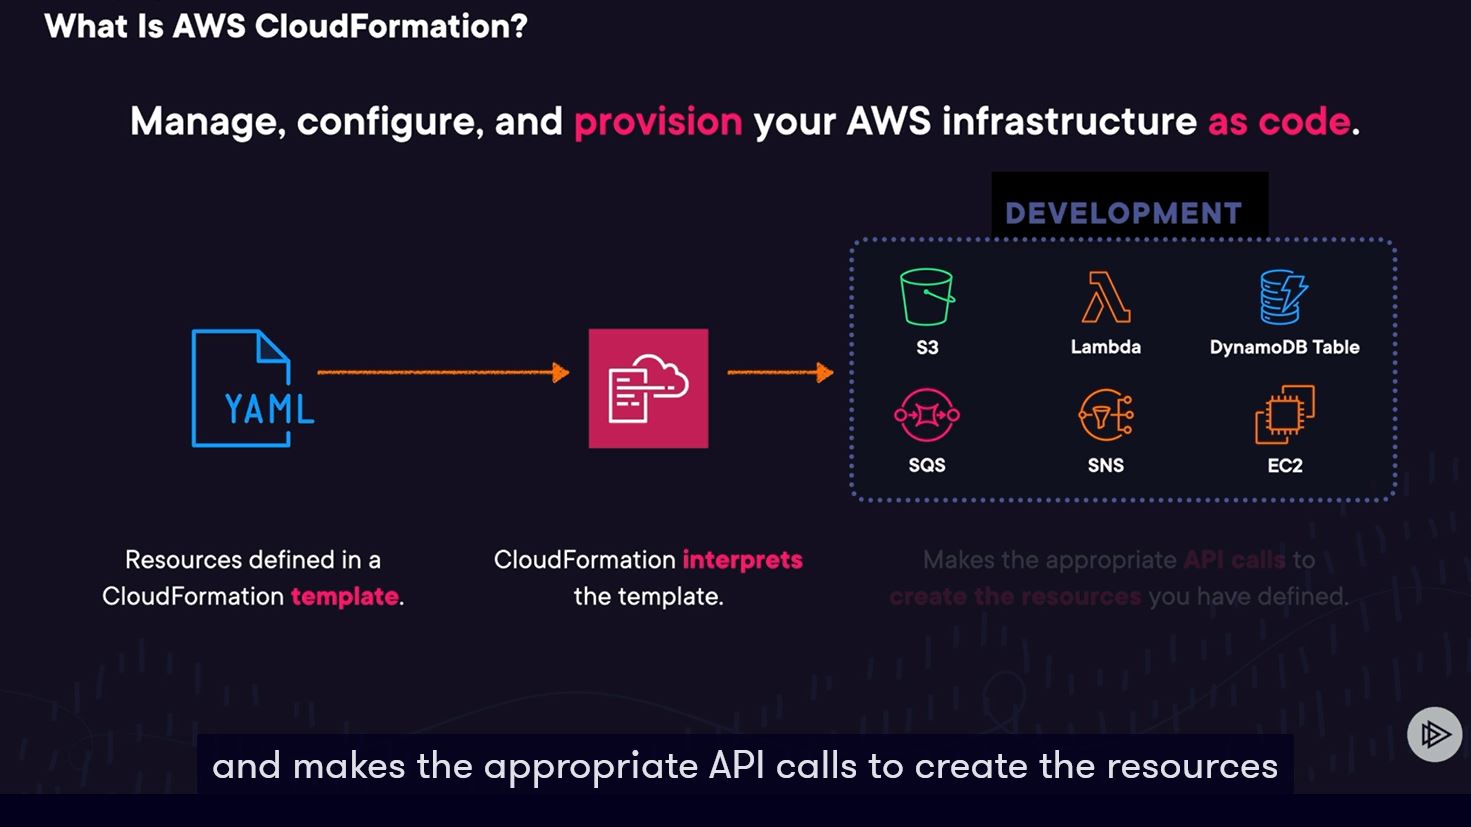 What Is AWS CloudFormation?
Manage, configure, and provision your AWS infrastructure as code.
DEVELOPMENT
S3
Lambda
DynamoDB Table
YAML
SQS
SNS
EC2
Resources defined in a
CloudFormation template.
CloudFormation interprets
the template.
Makes the appropriate API calls to
create the resources you have defined.
and makes the appropriate API calls to create the resources